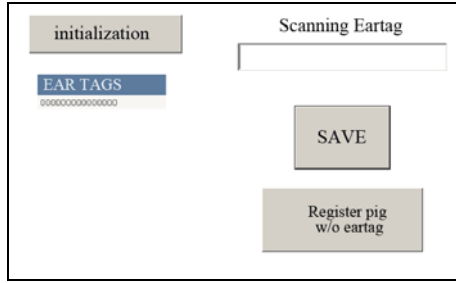 initialization
Scanning Eartag
EAR TAGS
000000000000000
SAVE
Register pig
w/o eartag